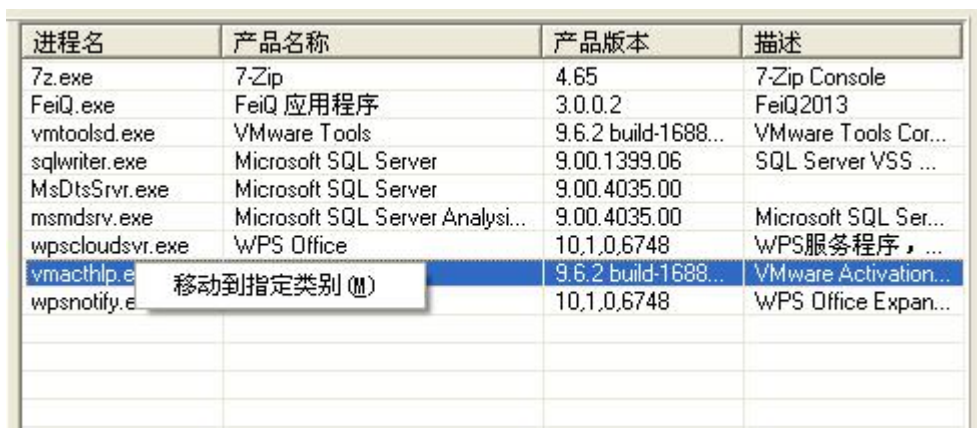 进程名 产品名称 产品版本 描述
7z.exe 7-Zip 4.65 7-Zip Console
FeiQ.exe FeiQ 应用程序 3.0.0.2 FeiQ2013
vmtoolsd.exe VMware Tools 9.6.2 build-1688... VMware Tools Cor...
sqlwriter.exe Microsoft SQL Server 9.00.1399.06 SQL Server VSS ...
MsDtsSrvr.exe Microsoft SQL Server 9.00.4035.00
msmdsrv.exe Microsoft SQL Server Analysi... 9.00.4035.00 Microsoft SQL Ser...
wpscloudsvr.exe WPS Office 10,1,0,6748 WPS服务程序，...
vmacthlp.e 9.6.2 build-1688... VMware Activation...
移动到指定类别(M)
wpsnotify.e 10,1,0,6748 WPS Office Expan...